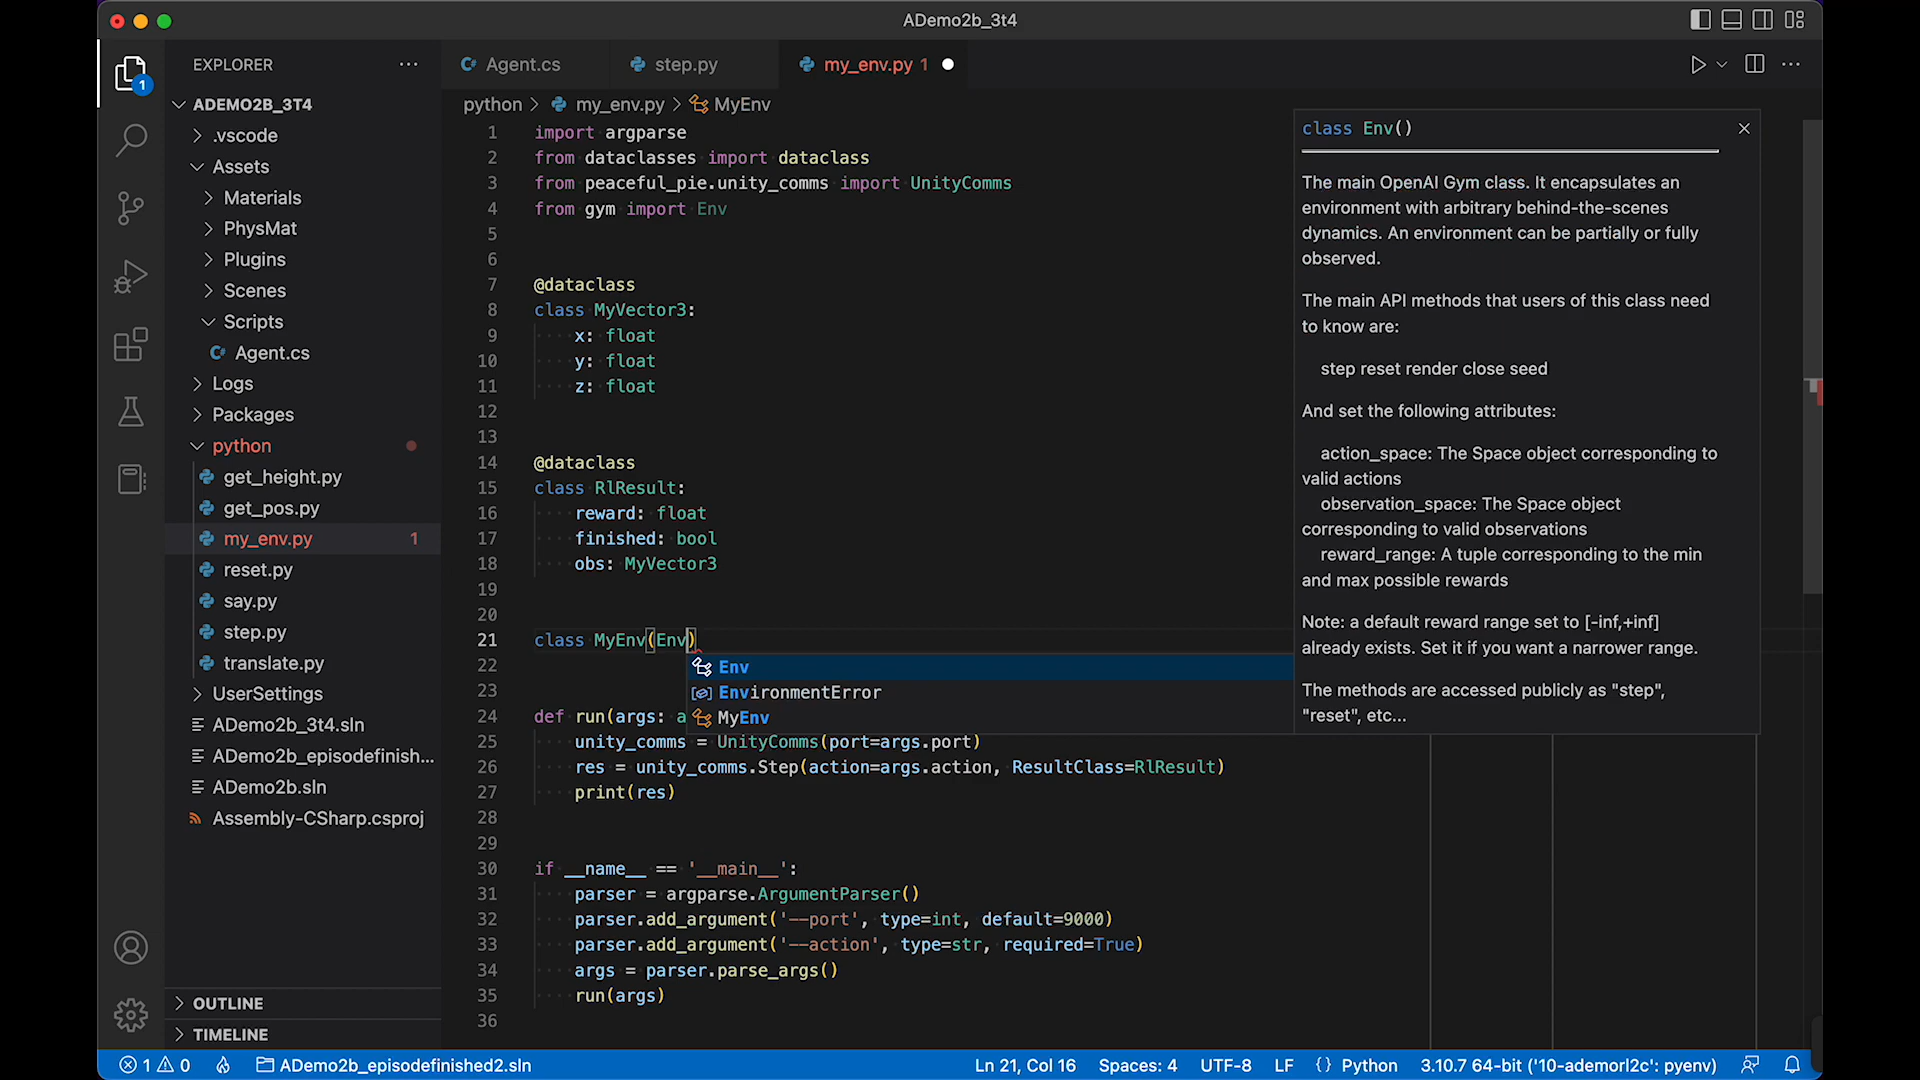 ADemo2b_3t4
1
EXPLORER
ADEMO2B_3T4
.vscode
Assets
Materials
PhysMat
Plugins
Scenes
Scripts
Agent.cs
Logs
Packages
python
get_height.py
get_pos.py
my_env.py 1
reset.py
say.py
step.py
translate.py
UserSettings
ADemo2b_3t4.sln
ADemo2b_episodefinish...
ADemo2b.sln
Assembly-CSharp.csproj
OUTLINE
TIMELINE
Agent.cs step.py my_env.py 1
python > my_env.py > MyEnv
1 import argparse
2 from dataclasses import dataclass
3 from peaceful_pie.unity_comms import UnityComms
4 from gym import Env
5
6
7 @dataclass
8 class MyVector3:
9 x: float
10 y: float
11 z: float
12
13
14 @dataclass
15 class RlResult:
16 reward: float
17 finished: bool
18 obs: MyVector3
19
20
21 class MyEnv(Env)
22
23
24 def run(args: a
25 unity_comms = UnityComms(port=args.port)
26 res = unity_comms.Step(action=args.action, ResultClass=RlResult)
27 print(res)
28
29
30 if __name__ == '__main__':
31 parser = argparse.ArgumentParser()
32 parser.add_argument('--port', type=int, default=9000)
33 parser.add_argument('--action', type=str, required=True)
34 args = parser.parse_args()
35 run(args)
36
Env
EnvironmentError
MyEnv
class Env()
The main OpenAI Gym class. It encapsulates an
environment with arbitrary behind-the-scenes
dynamics. An environment can be partially or fully
observed.
The main API methods that users of this class need
to know are:
step reset render close seed
And set the following attributes:
action_space: The Space object corresponding to
valid actions
observation_space: The Space object
corresponding to valid observations
reward_range: A tuple corresponding to the min
and max possible rewards
Note: a default reward range set to [-inf,+inf]
already exists. Set it if you want a narrower range.
The methods are accessed publicly as "step",
"reset", etc...
1 0 ADemo2b_episodefinished2.sln Ln 21, Col 16 Spaces: 4 UTF-8 LF {} Python 3.10.7 64-bit ('10-ademorl2c': pyenv)